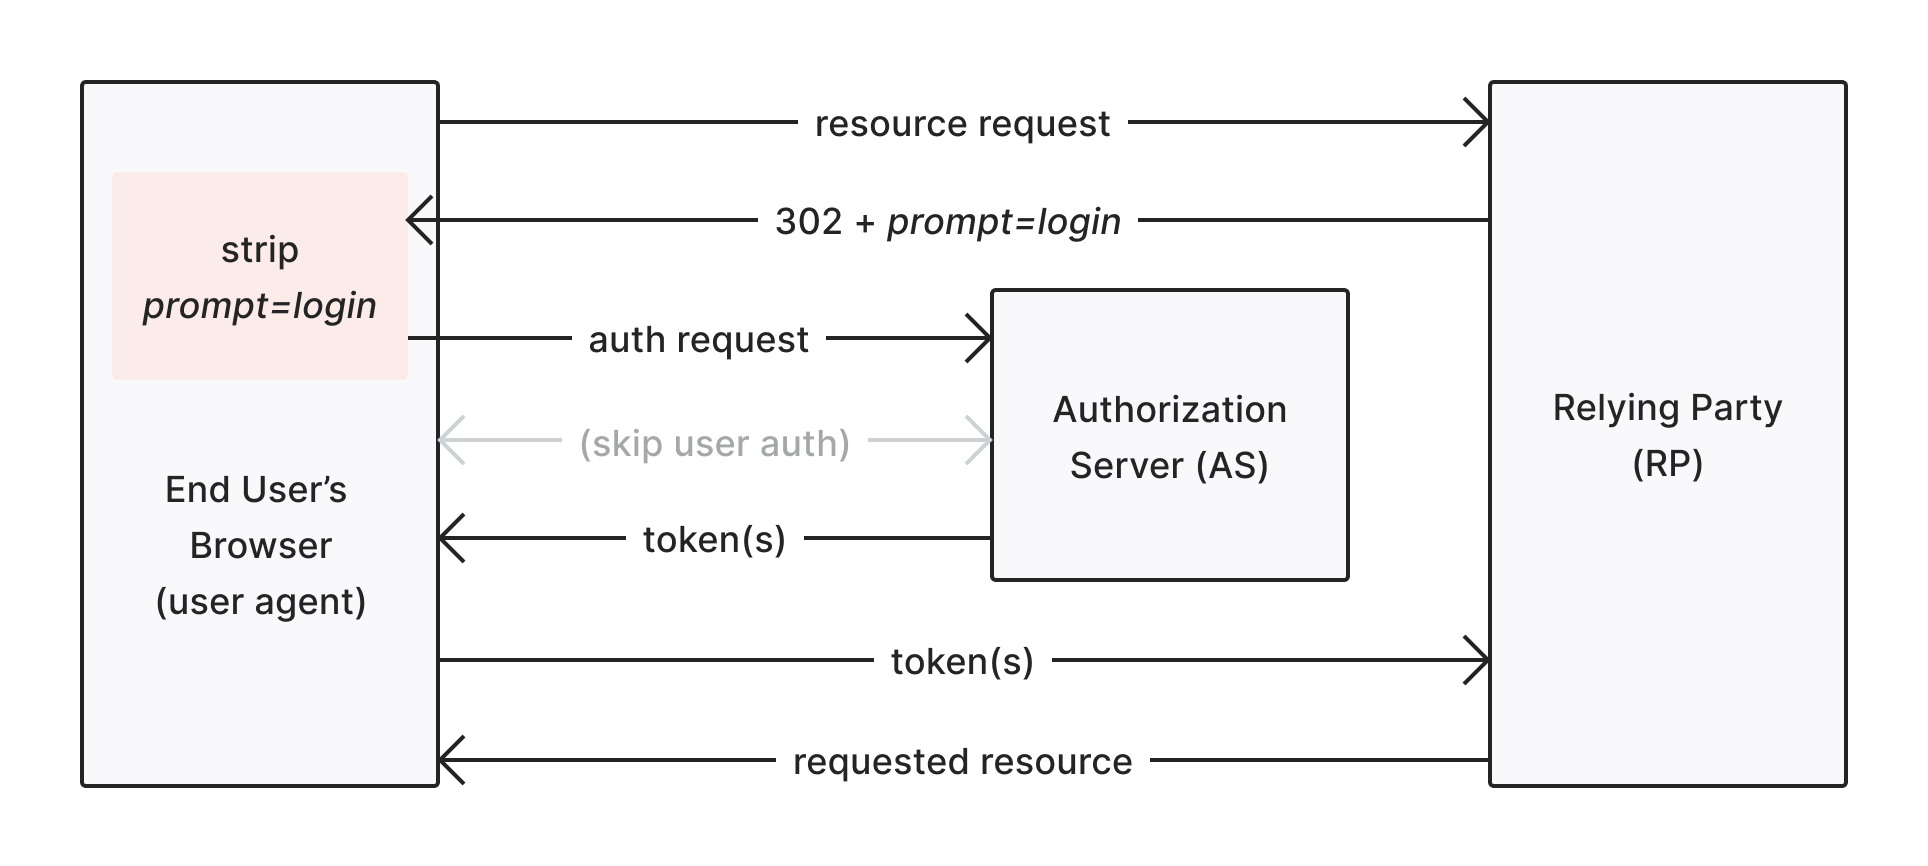 resource request
302 + prompt=login
strip
prompt=login
auth request
(skip user auth)
token(s)
End User’s
Browser
(user agent)
Authorization
Server (AS)
Relying Party
(RP)
token(s)
requested resource